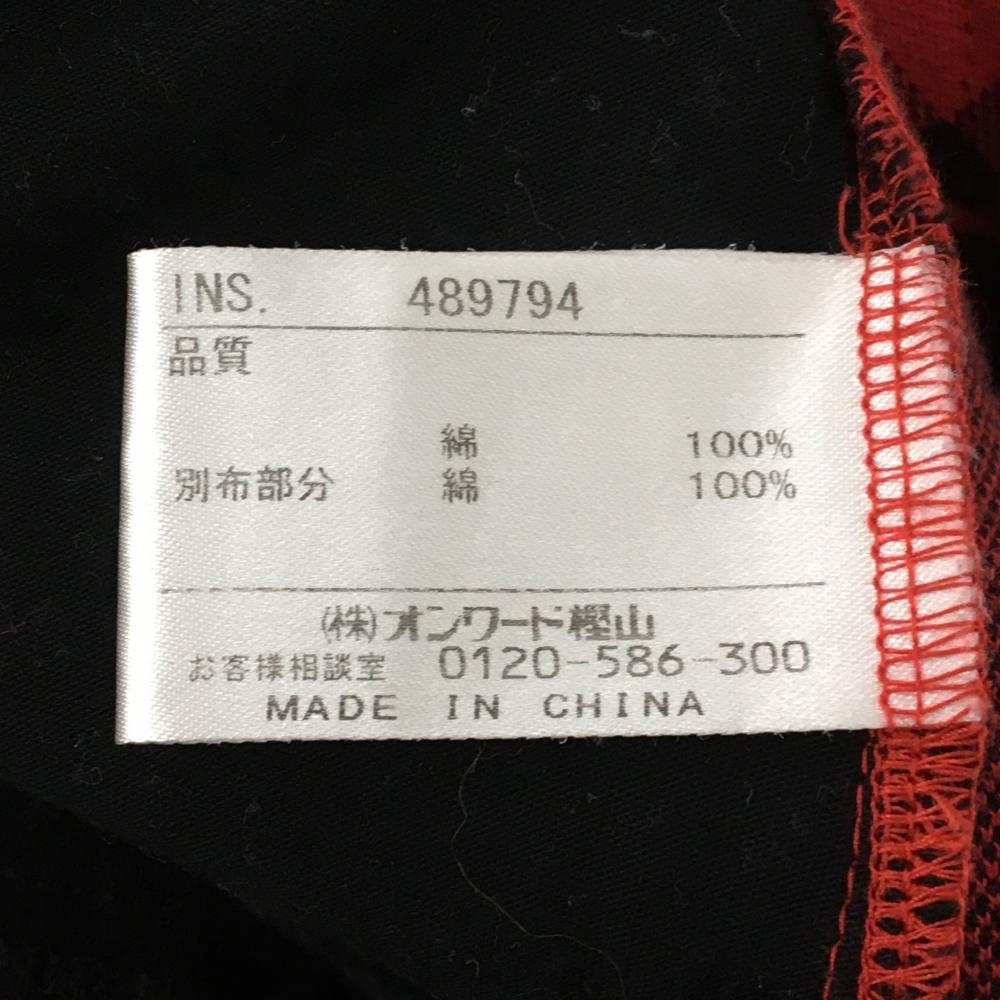 INS. 489794
品質
綿 100%
別布部分 綿 100%
㈱オンワード樫山
お客様相談室 0120-586-300
MADE IN CHINA